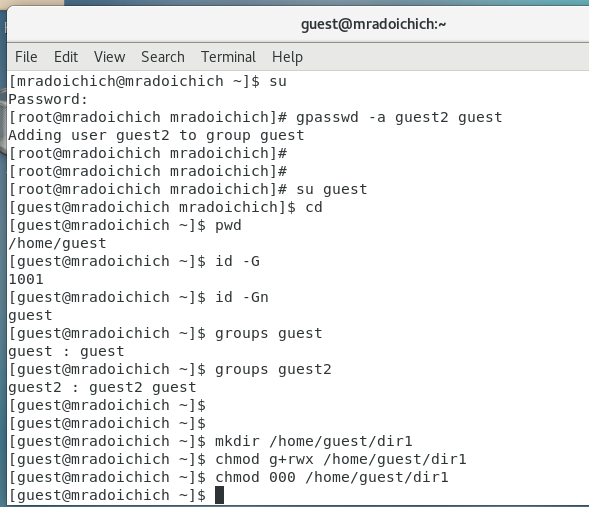 guest@mradoichich:~
File Edit View Search Terminal Help
[mradoichich@mradoichich ~]$ su
Password:
[root@mradoichich mradoichich]# gpasswd -a guest2 guest
Adding user guest2 to group guest
[root@mradoichich mradoichich]#
[root@mradoichich mradoichich]#
[root@mradoichich mradoichich]# su guest
[guest@mradoichich mradoichich]$ cd
[guest@mradoichich ~]$ pwd
/home/guest
[guest@mradoichich ~]$ id -G
1001
[guest@mradoichich ~]$ id -Gn
guest
[guest@mradoichich ~]$ groups guest
guest : guest
[guest@mradoichich ~]$ groups guest2
guest2 : guest2 guest
[guest@mradoichich ~]$
[guest@mradoichich ~]$
[guest@mradoichich ~]$ mkdir /home/guest/dir1
[guest@mradoichich ~]$ chmod g+rwx /home/guest/dir1
[guest@mradoichich ~]$ chmod 000 /home/guest/dir1
[guest@mradoichich ~]$